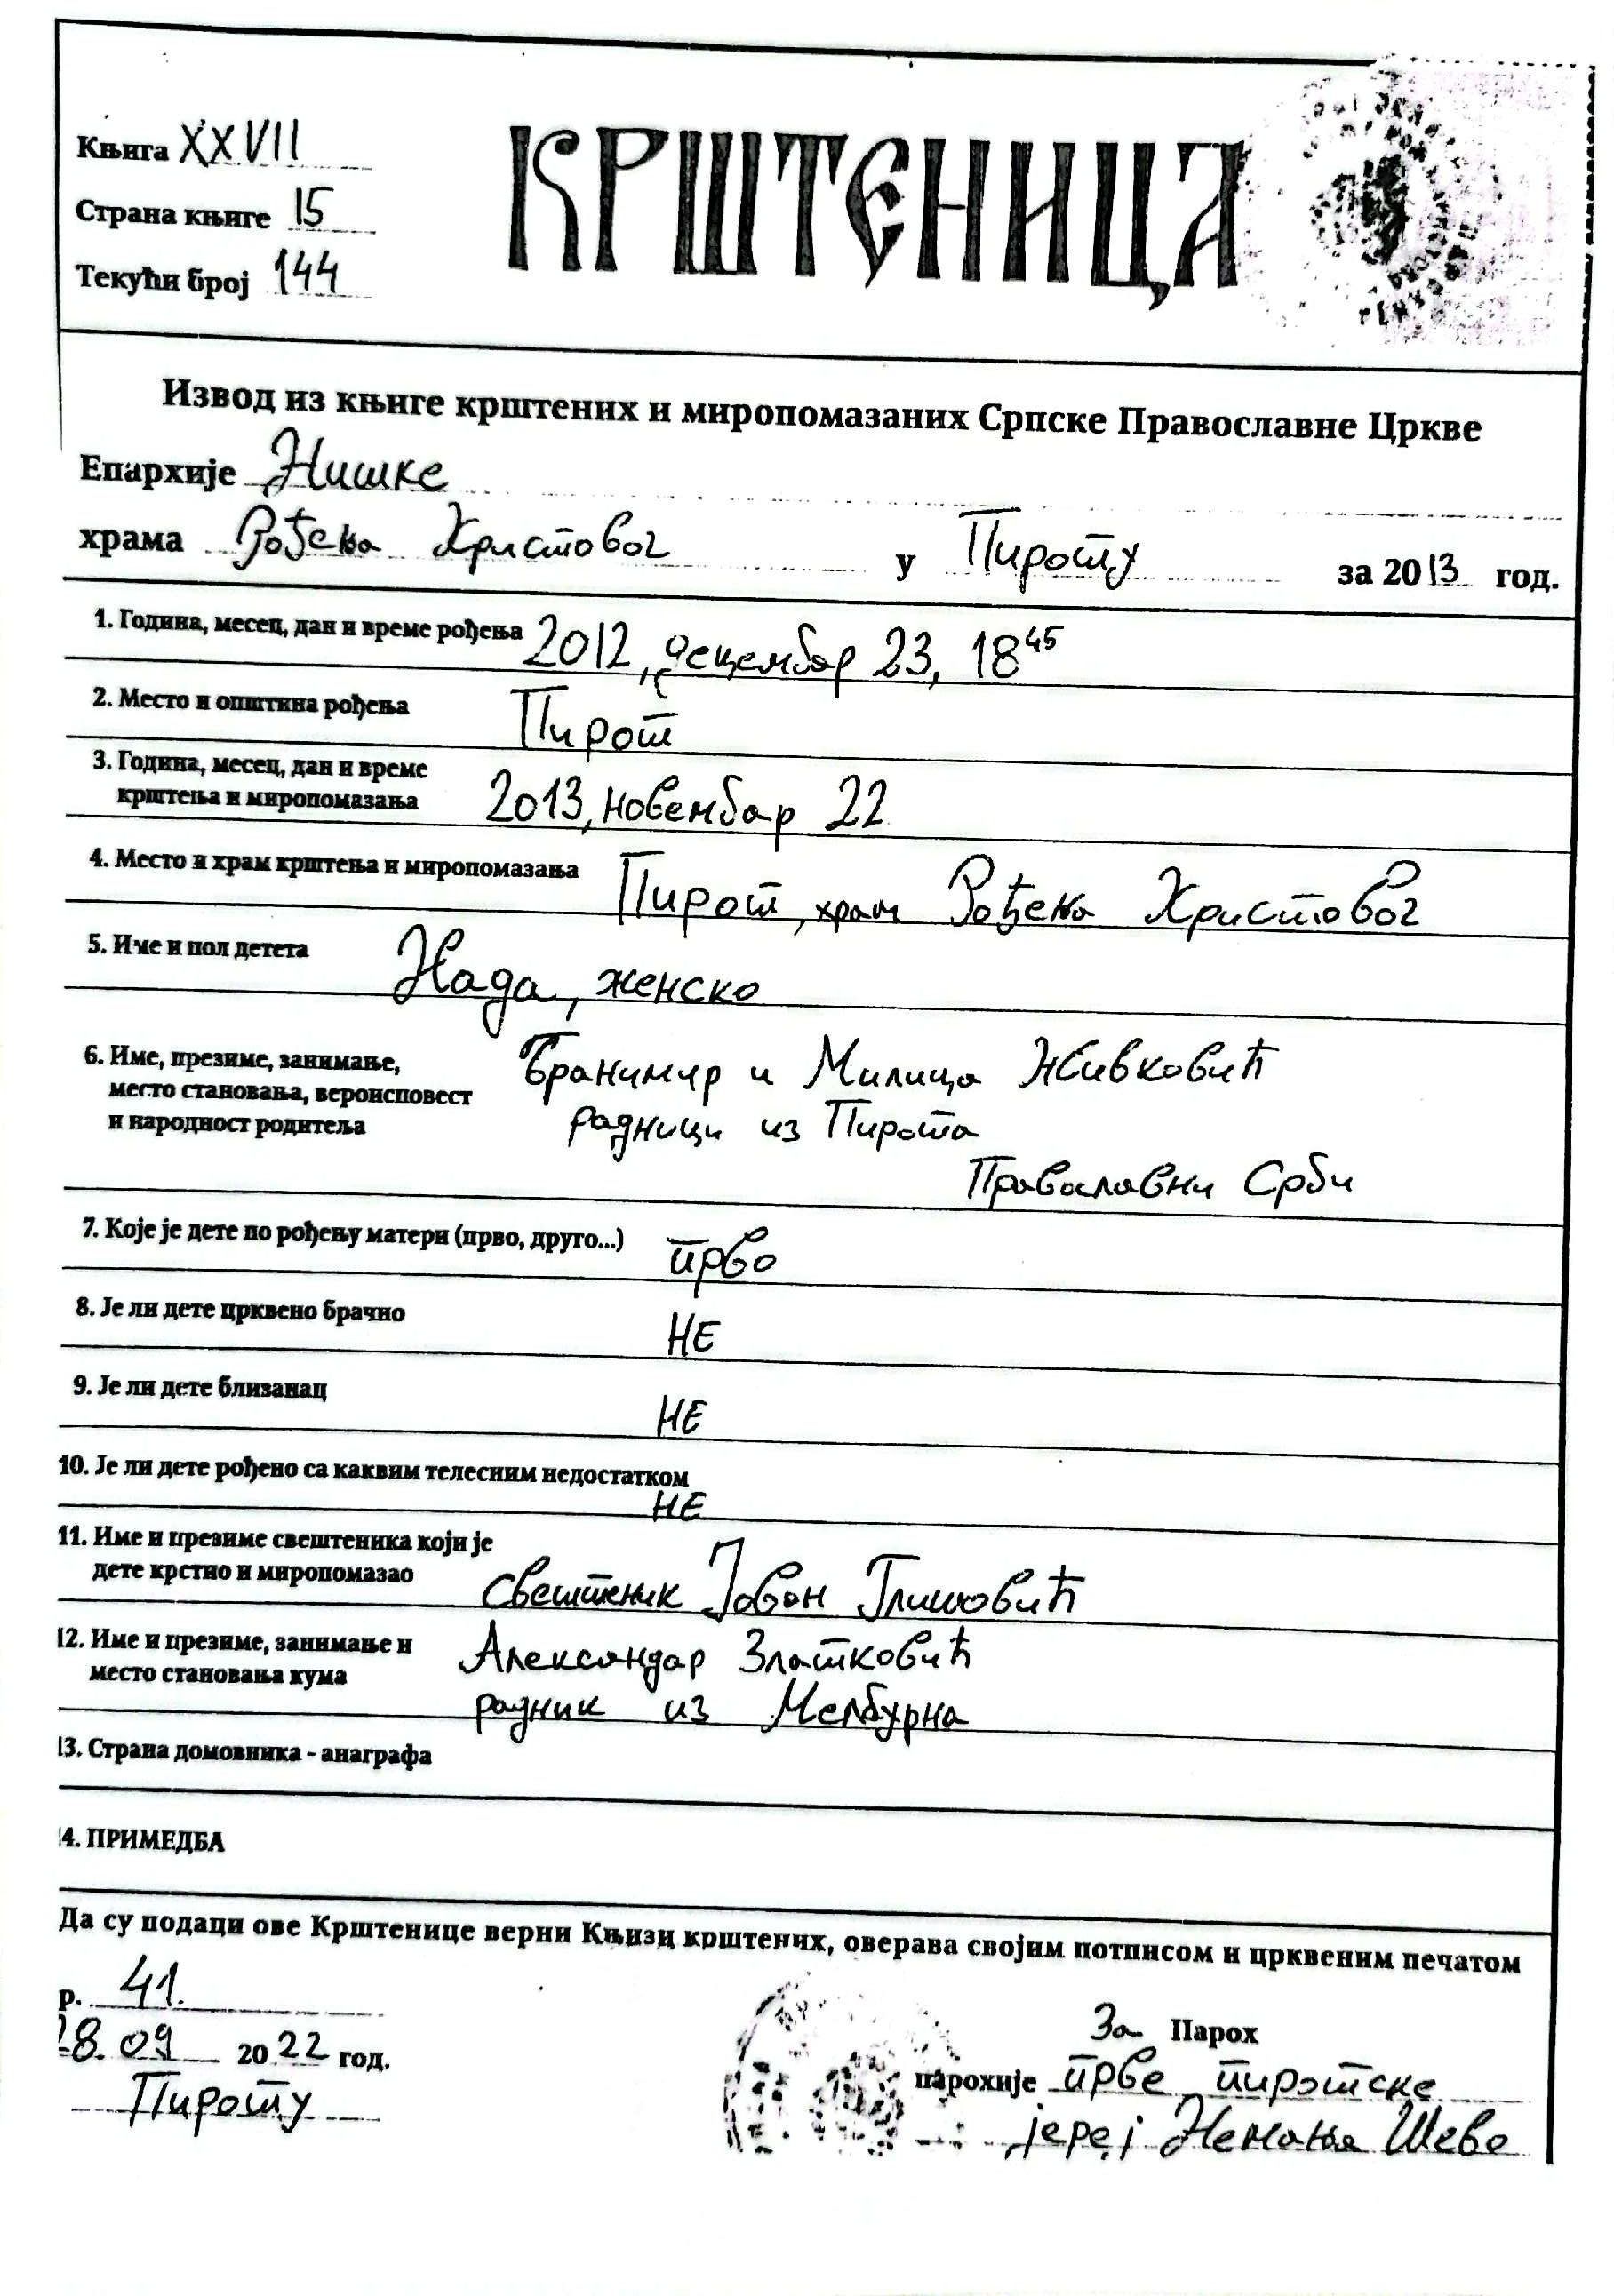 Књига XXVII
Страна књиге 15
Текући број 144
КРШТЕНИЦА
Извод из књиге крштених и миропомазаних Српске Православне Цркве
Епархије Нишке
храма Рођења Христовог у Пироту за 2013 год.
1. Година, месец, дан и време рођења 2012, децембар 23, 18 45
2. Место и општина рођења Пирот
3. Година, месец, дан и време
крштења и миропомазања 2013, новембар 22
4. Место и храм крштења и миропомазања Пирот, храм Рођења Христовог
5. Име и пол детета Нада, женско
6. Име, презиме, занимање, Бранимир и Милица Живковић
место становања, вероисповест радници из Пирота
и народност родитеља Православни Срби
7. Које је дете по рођењу матери (прво, друго...) прво
8. Је ли дете црквено брачно НЕ
9. Је ли дете близанац НЕ
10. Је ли дете рођено са каквим телесним недостатком НЕ
11. Име и презиме свештеника који је
дете крстио и миропомазао свештеник Јован Глишовић
12. Име и презиме, занимање и Александар Златковић
место становања кума радник из Мелбурна
13. Страна домовника - анаграфа
4. ПРИМЕДБА
Да су подаци ове Крштенице верни Књизи крштених, оверава својим потписом и црквеним печатом
р. 41.
28. 09 2022 год.
Пироту
За Парох
парохије прве пиротске
јереј Немања Шево